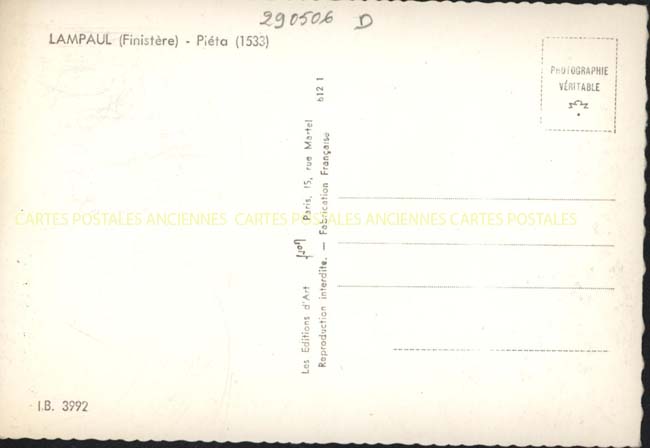 290506 D
LAMPAUL (Finistère) - Piéta (1533)
PHOTOGRAPHIE
VÉRITABLE
Les Editions d'Art Yvon Paris, 15, rue Martel
Reproduction interdite. — Fabrication Française 612 1
CARTES POSTALES ANCIENNES CARTES POSTALES ANCIENNES CARTES POSTALES
I.B. 3992